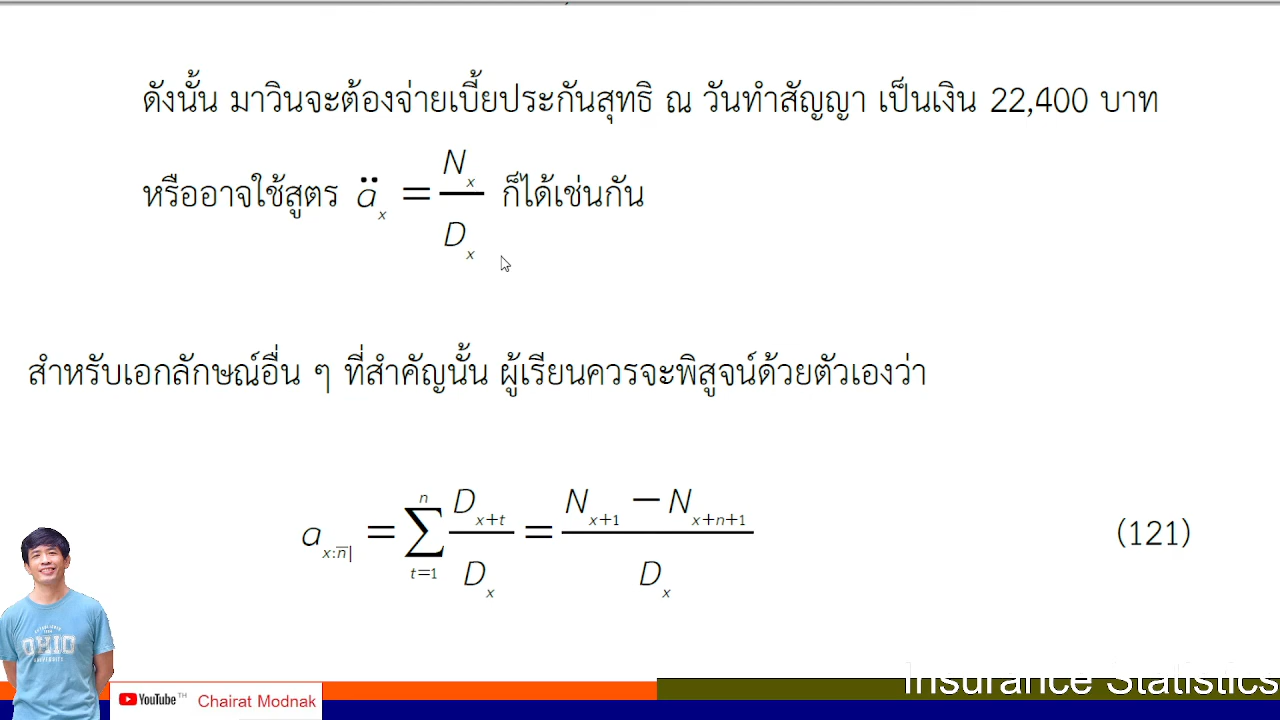 ดังนั้น มาวินจะต้องจ่ายเบี้ยประกันสุทธิ ณ วันทำสัญญา เป็นเงิน 22,400 บาท
หรืออาจใช้สูตร ä_x = N_x / D_x ก็ได้เช่นกัน
สำหรับเอกลักษณ์อื่น ๆ ที่สำคัญนั้น ผู้เรียนควรจะพิสูจน์ด้วยตัวเองว่า
a_{x:n̅|} = ∑_{t=1}^{n} D_{x+t} / D_x = (N_{x+1} − N_{x+n+1}) / D_x (121)
OHIO
UNIVERSITY
YouTube TH Chairat Modnak
Insurance Statistics